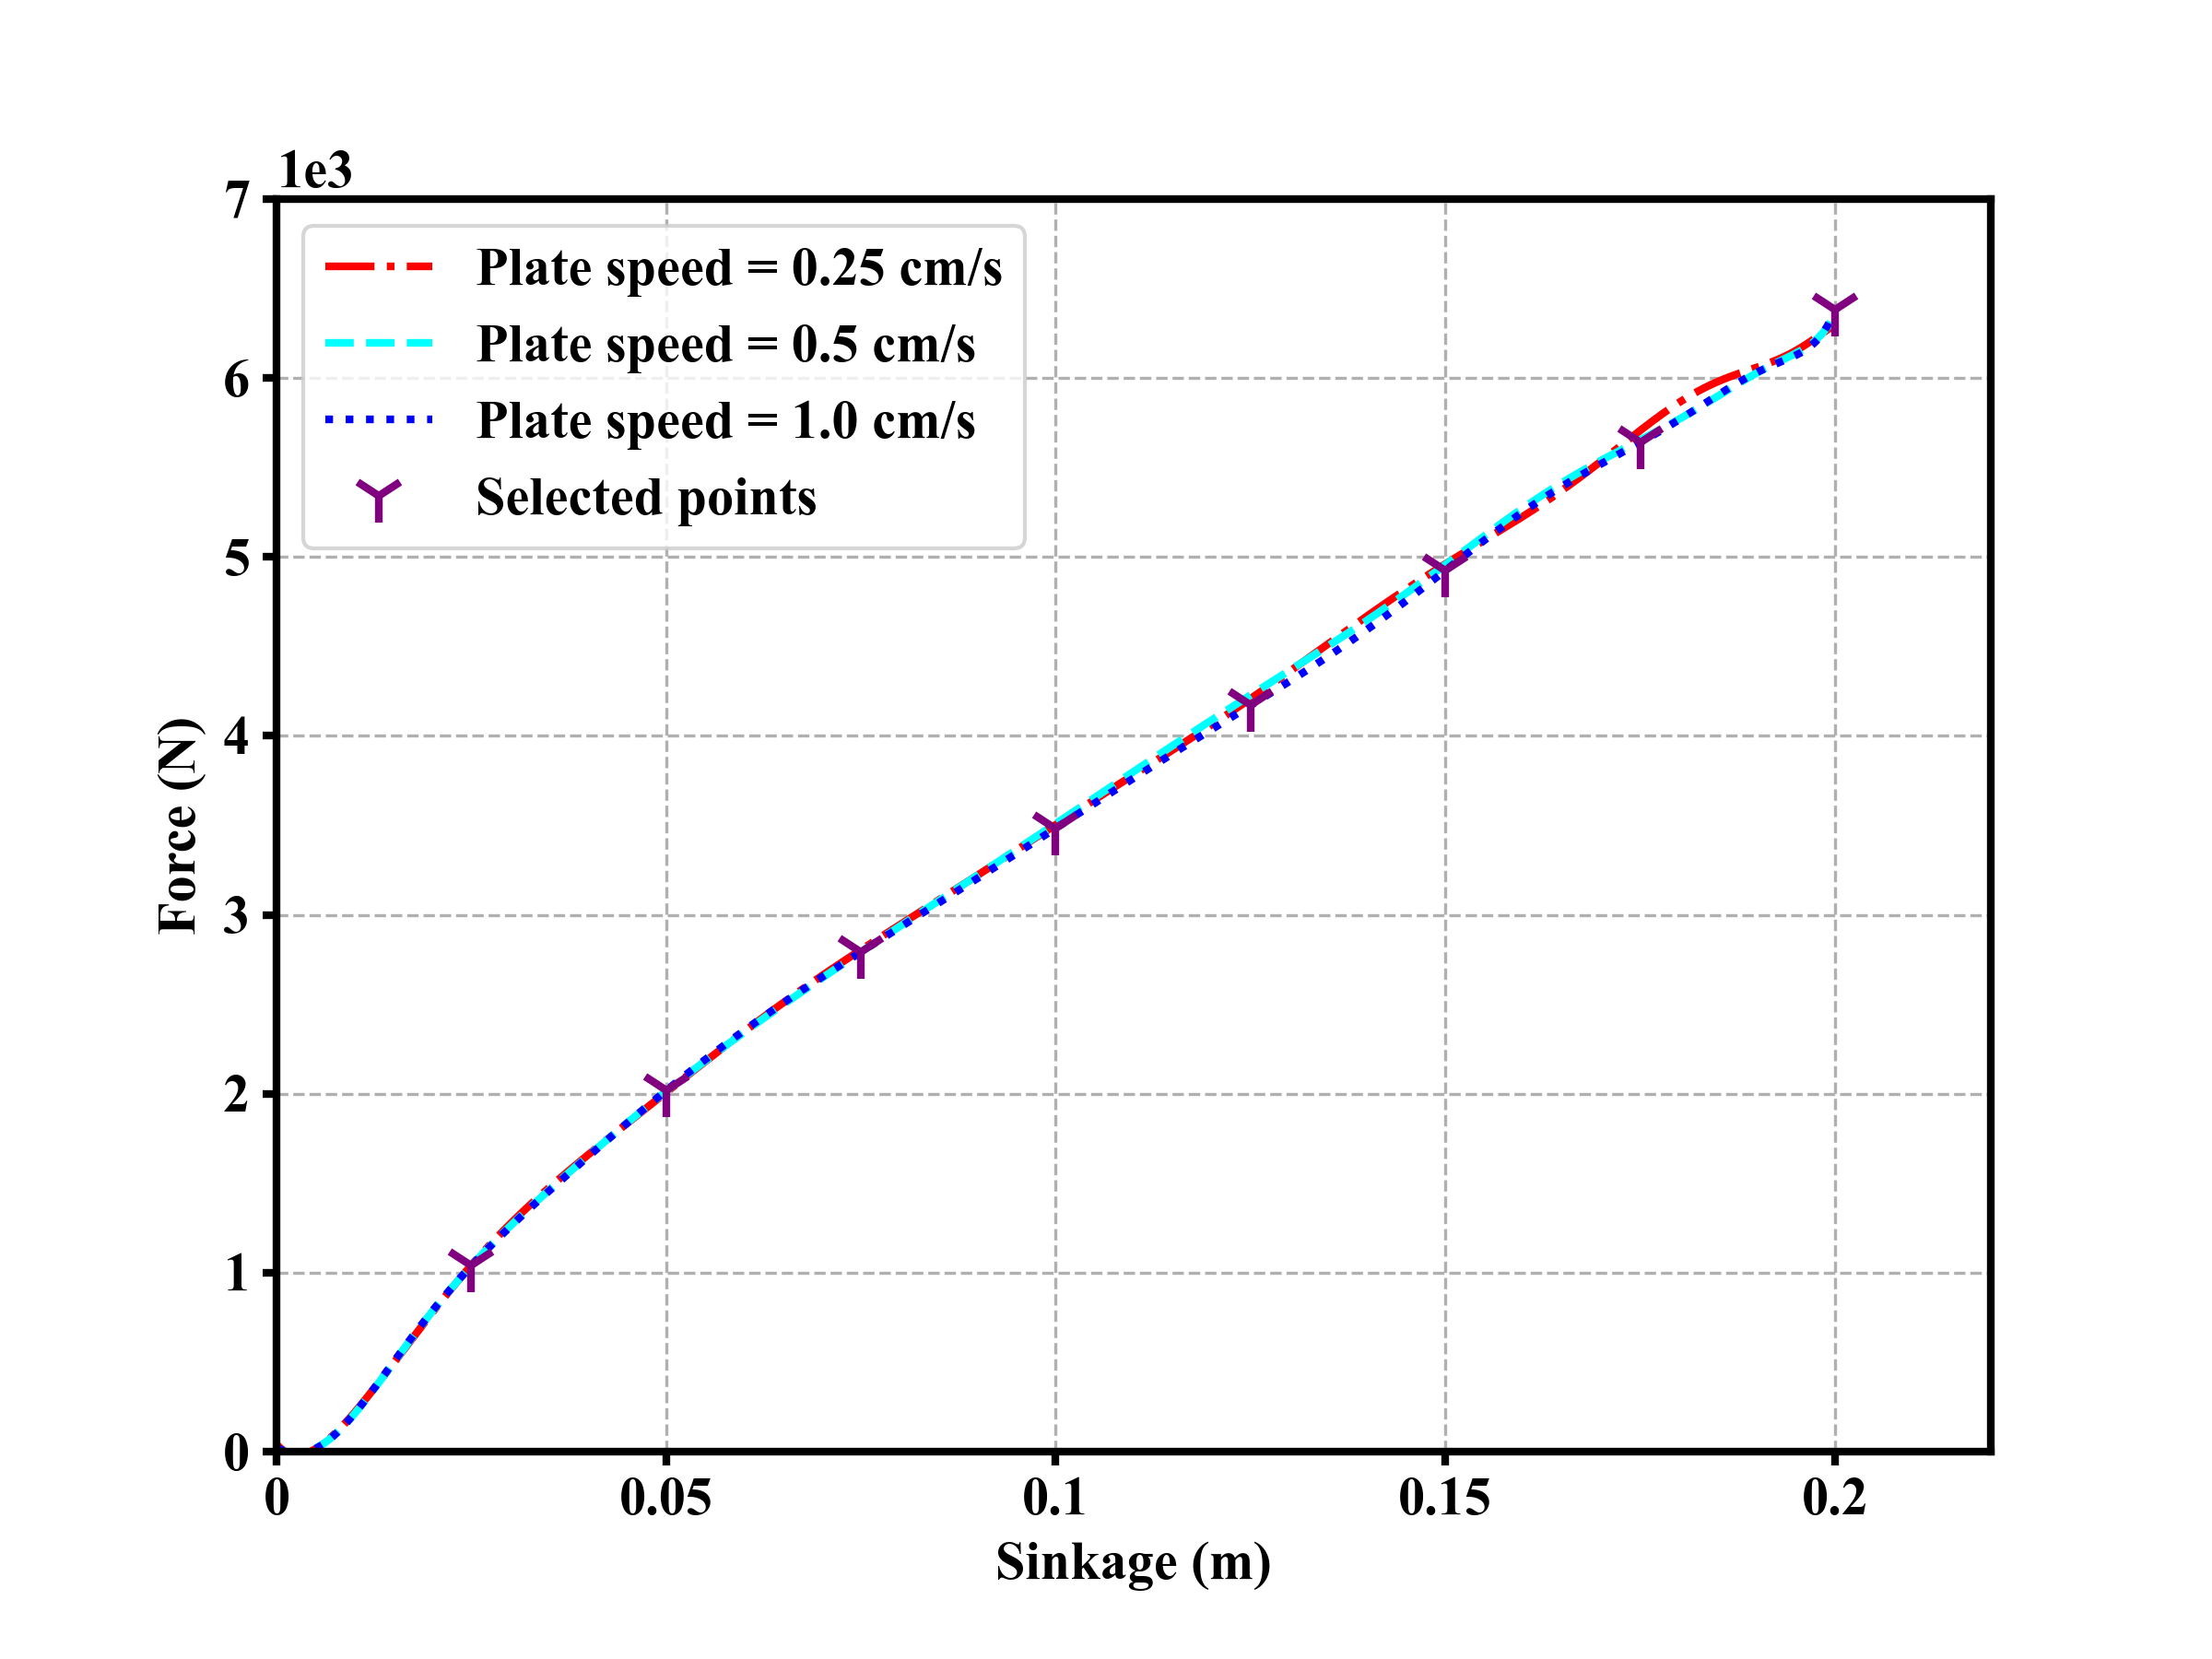 1e3
7
6
5
4
3
2
1
0
Force (N)
Plate speed = 0.25 cm/s
Plate speed = 0.5 cm/s
Plate speed = 1.0 cm/s
Selected points
0 0.05 0.1 0.15 0.2
Sinkage (m)